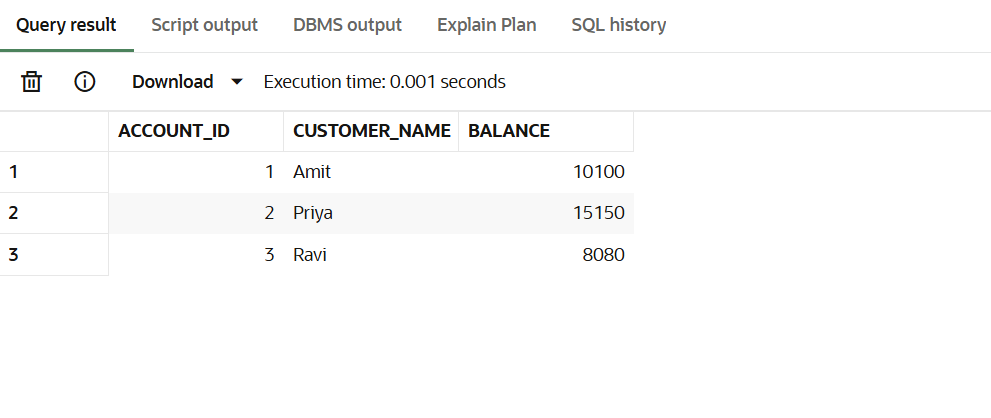 Query result Script output DBMS output Explain Plan SQL history
Download Execution time: 0.001 seconds
ACCOUNT_ID CUSTOMER_NAME BALANCE
1 1 Amit 10100
2 2 Priya 15150
3 3 Ravi 8080